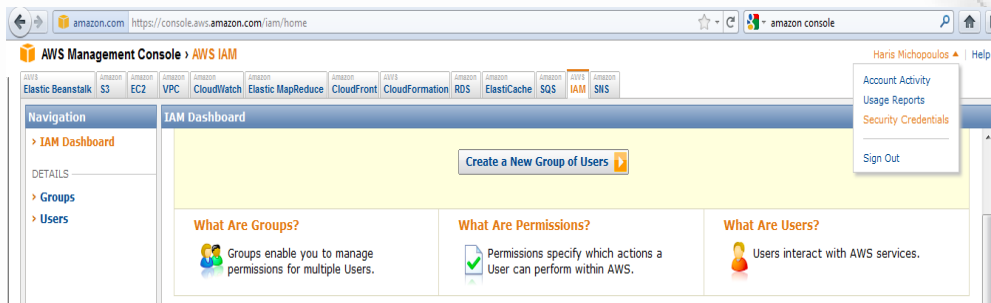 amazon.com https://console.aws.amazon.com/iam/home amazon console
AWS Management Console › AWS IAM Haris Michopoulos Help
AWS Elastic Beanstalk
Amazon S3
Amazon EC2
Amazon VPC
Amazon CloudWatch
Amazon Elastic MapReduce
Amazon CloudFront
AWS CloudFormation
Amazon RDS
Amazon ElastiCache
Amazon SQS
AWS IAM
Amazon SNS
Account Activity
Usage Reports
Security Credentials
Sign Out
Navigation
IAM Dashboard
DETAILS
Groups
Users
IAM Dashboard
Create a New Group of Users
What Are Groups?
Groups enable you to manage
permissions for multiple Users.
What Are Permissions?
Permissions specify which actions a
User can perform within AWS.
What Are Users?
Users interact with AWS services.